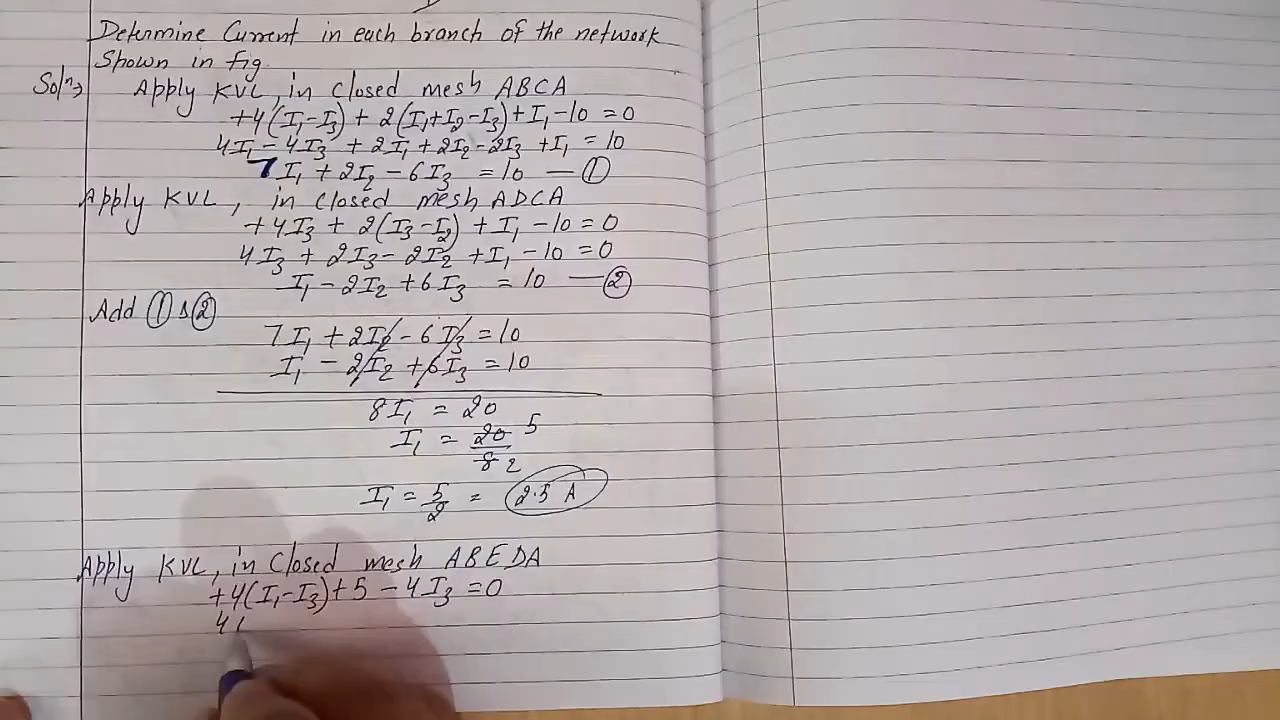 Determine Current in each branch of the network
Shown in fig.
Solⁿ→ Apply KVL, in closed mesh ABCA
+4(I₁-I₃) + 2(I₁+I₂-I₃)+I₁-10 =0
4I₁-4I₃ + 2I₁+2I₂-2I₃ +I₁ =10
7I₁ +2I₂ -6I₃ =10 —①
Apply KVL, in closed mesh ADCA
+4I₃ + 2(I₃-I₂) +I₁ -10 =0
4I₃ + 2I₃-2I₂ +I₁ -10 =0
I₁-2I₂ +6I₃ =10 —②
Add ① & ②
7I₁ +2I₂ -6I₃ =10
I₁ -2I₂ +6I₃ =10
8I₁ = 20
I₁ = 20/8 5/2
I₁ = 5/2 = 2.5 A
Apply KVL, in Closed mesh ABEDA
+4(I₁-I₃)+5 -4I₃ =0
4